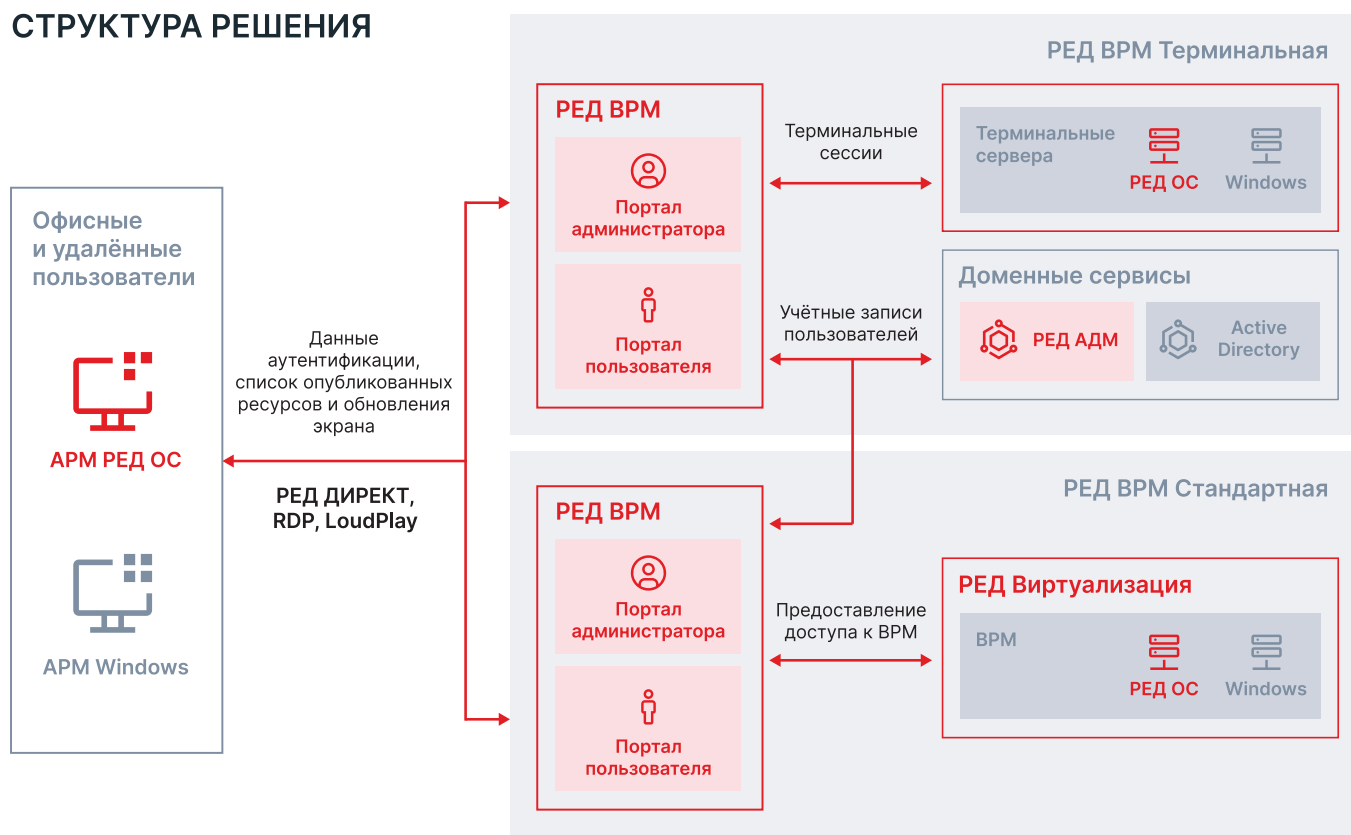 СТРУКТУРА РЕШЕНИЯ
Офисные
и удалённые
пользователи
АРМ РЕД ОС
АРМ Windows
Данные
аутентификации,
список опубликованных
ресурсов и обновления
экрана
РЕД ДИРЕКТ,
RDP, LoudPlay
РЕД ВРМ Терминальная
РЕД ВРМ
Портал
администратора
Портал
пользователя
Терминальные
сессии
Терминальные
сервера
РЕД ОС
Windows
Учётные записи
пользователей
Доменные сервисы
РЕД АДМ
Active
Directory
РЕД ВРМ Стандартная
РЕД ВРМ
Портал
администратора
Портал
пользователя
Предоставление
доступа к ВРМ
РЕД Виртуализация
ВРМ
РЕД ОС
Windows